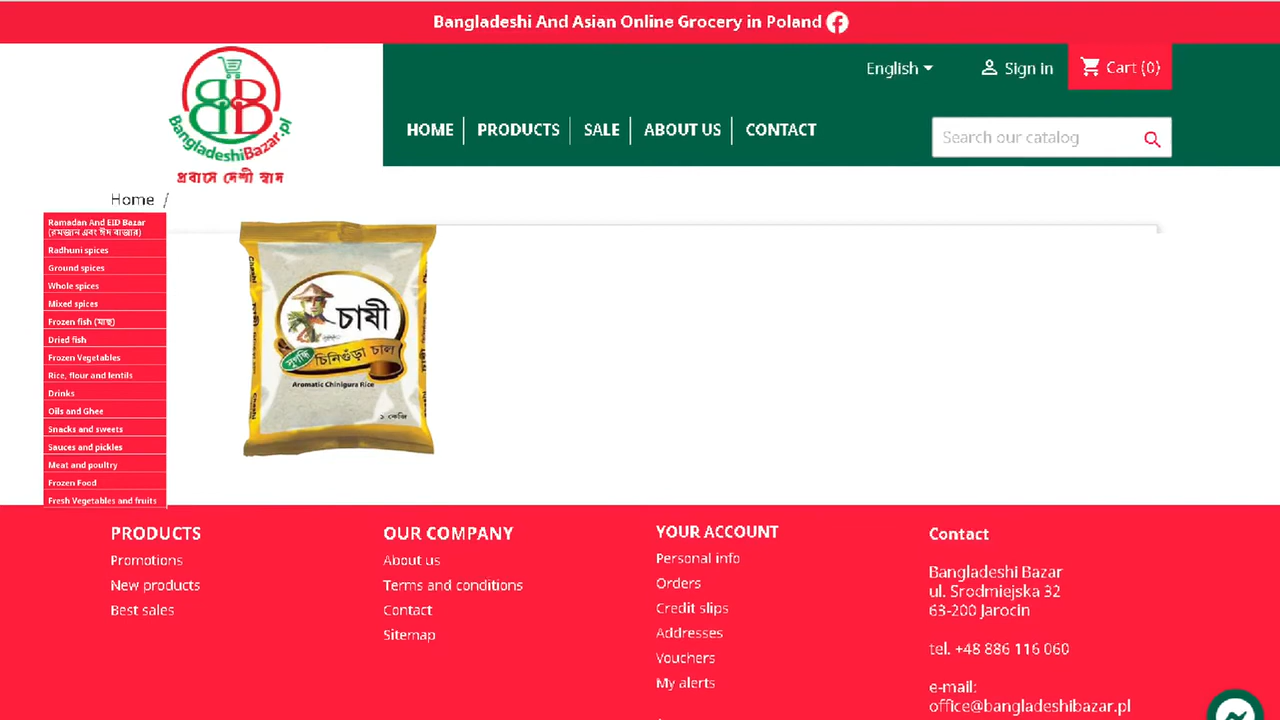 Bangladeshi And Asian Online Grocery in Poland
English
Sign in
Cart (0)
BB
BangladeshiBazar.pl
প্রবাসে দেশী স্বাদ
HOME
PRODUCTS
SALE
ABOUT US
CONTACT
Search our catalog
Home /
Ramadan And EID Bazar
(রমজান এবং ঈদ বাজার)
Radhuni spices
Ground spices
Whole spices
Mixed spices
Frozen fish (মাছ)
Dried fish
Frozen Vegetables
Rice, flour and lentils
Drinks
Oils and Ghee
Snacks and sweets
Sauces and pickles
Meat and poultry
Frozen Food
Fresh Vegetables and fruits
চাষী
সুগন্ধি
চিনিগুঁড়া চাল
Aromatic Chinigura Rice
১ কেজি
Chashi
PRODUCTS
Promotions
New products
Best sales
OUR COMPANY
About us
Terms and conditions
Contact
Sitemap
YOUR ACCOUNT
Personal info
Orders
Credit slips
Addresses
Vouchers
My alerts
Contact
Bangladeshi Bazar
ul. Srodmiejska 32
63-200 Jarocin
tel. +48 886 116 060
e-mail:
office@bangladeshibazar.pl